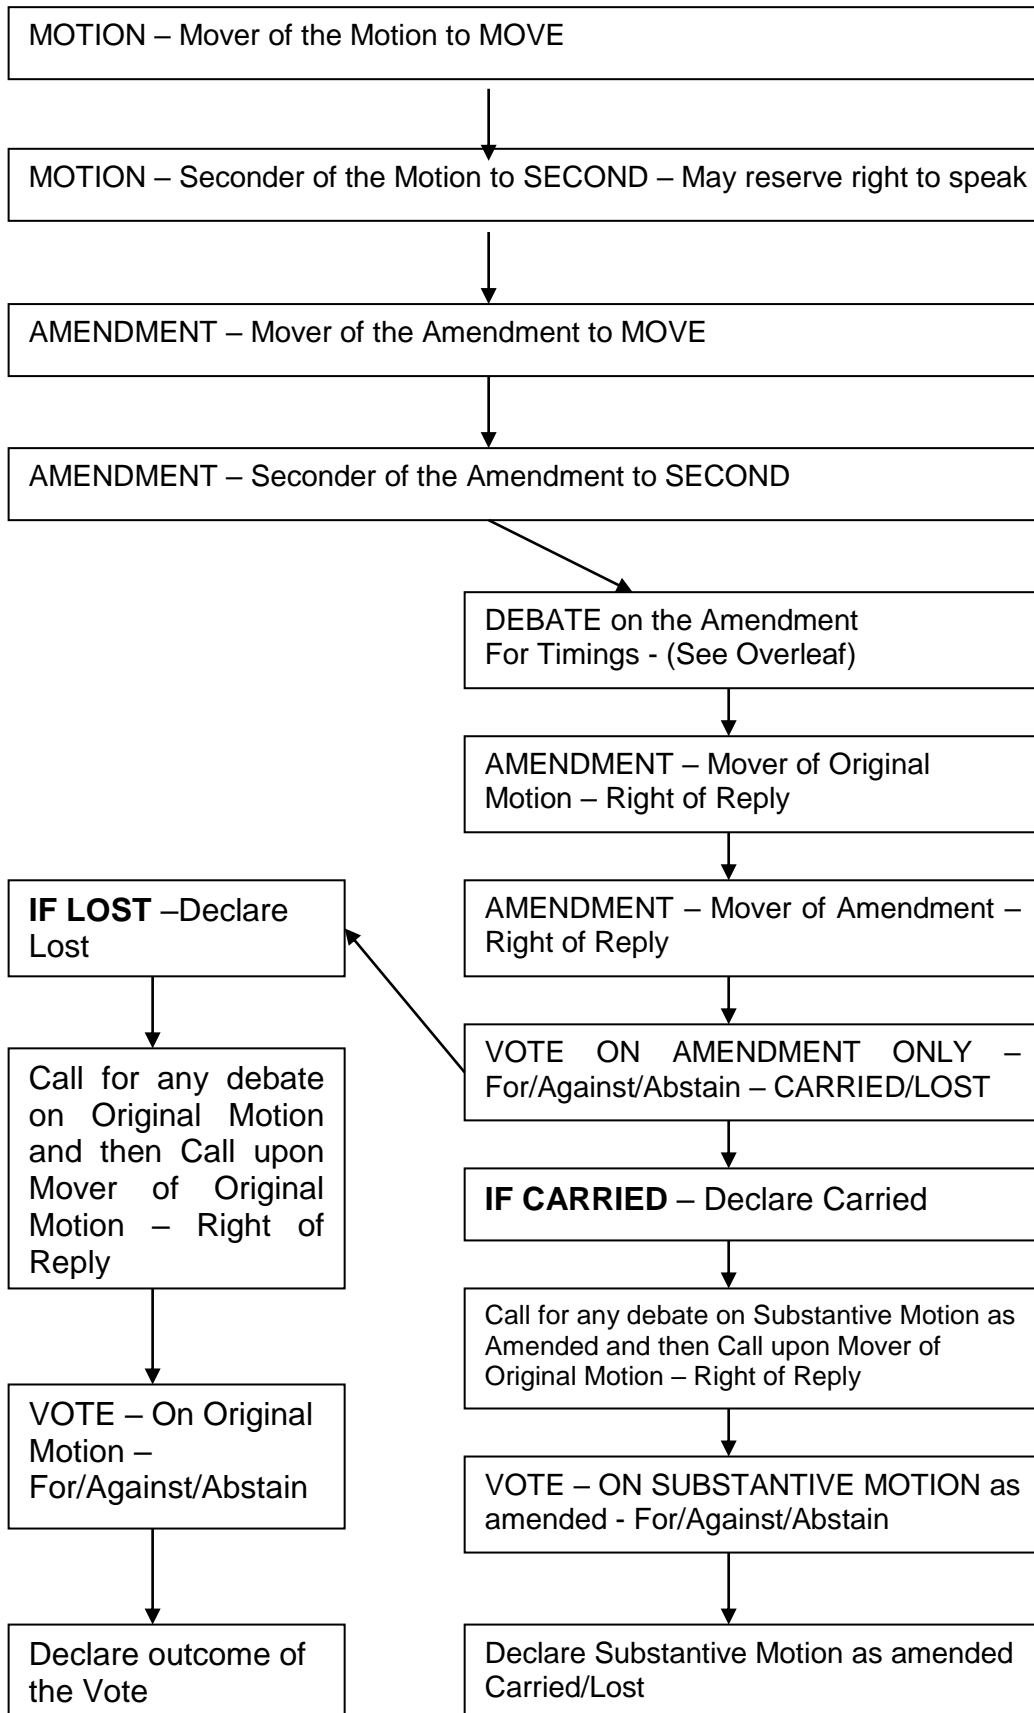 MOTION – Mover of the Motion to MOVE
MOTION – Seconder of the Motion to SECOND – May reserve right to speak
AMENDMENT – Mover of the Amendment to MOVE
AMENDMENT – Seconder of the Amendment to SECOND
DEBATE on the Amendment
For Timings - (See Overleaf)
AMENDMENT – Mover of Original
Motion – Right of Reply
AMENDMENT – Mover of Amendment –
Right of Reply
VOTE ON AMENDMENT ONLY –
For/Against/Abstain – CARRIED/LOST
IF LOST –Declare
Lost
Call for any debate
on Original Motion
and then Call upon
Mover of Original
Motion – Right of
Reply
VOTE – On Original
Motion –
For/Against/Abstain
Declare outcome of
the Vote
IF CARRIED – Declare Carried
Call for any debate on Substantive Motion as
Amended and then Call upon Mover of
Original Motion – Right of Reply
VOTE – ON SUBSTANTIVE MOTION as
amended - For/Against/Abstain
Declare Substantive Motion as amended
Carried/Lost